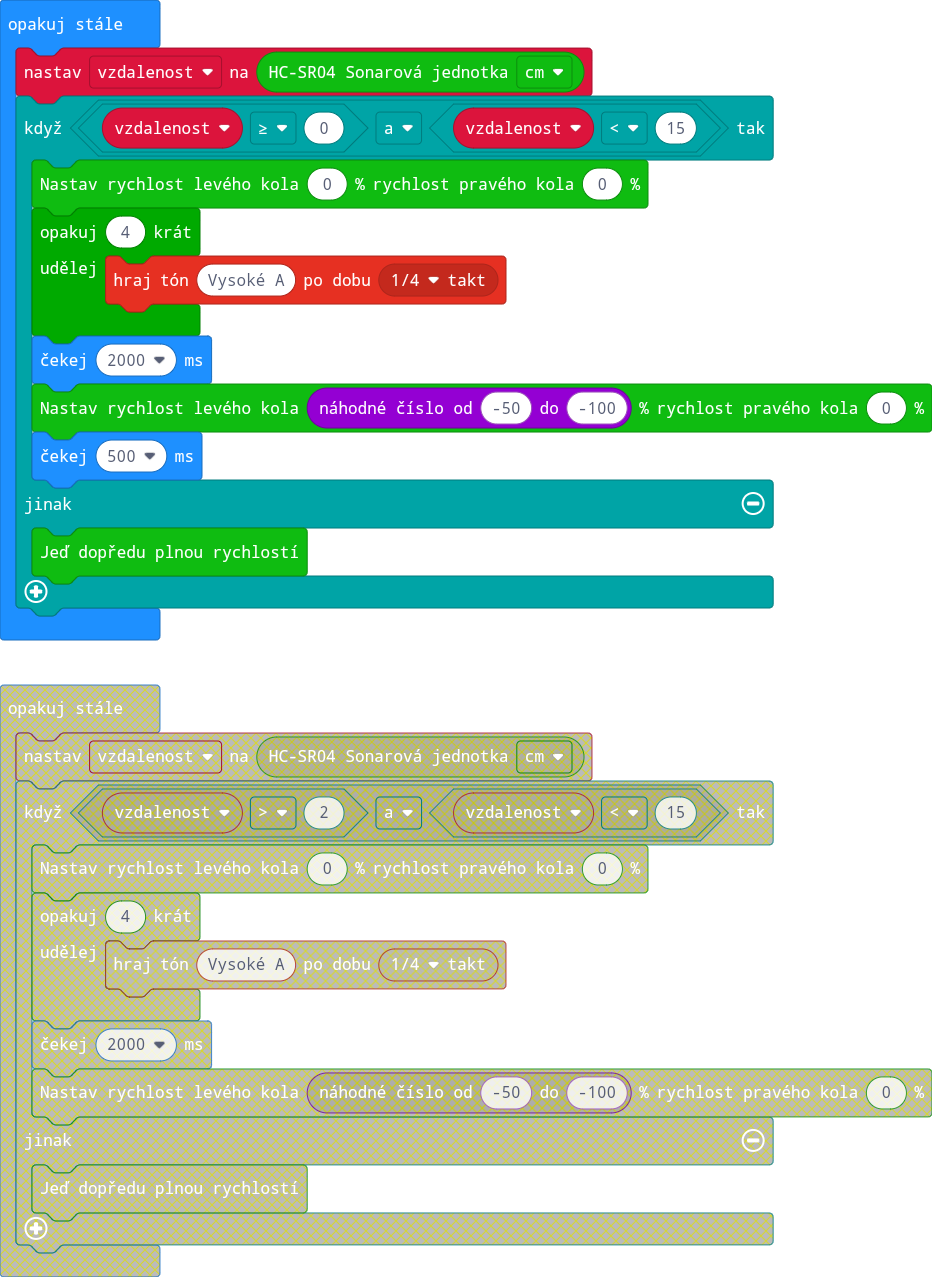 opakuj stále
nastav vzdalenost na HC-SR04 Sonarová jednotka cm
když vzdalenost ≥ 0 a vzdalenost < 15 tak
Nastav rychlost levého kola 0 % rychlost pravého kola 0 %
opakuj 4 krát
udělej
hraj tón Vysoké A po dobu 1/4 takt
čekej 2000 ms
Nastav rychlost levého kola náhodné číslo od -50 do -100 % rychlost pravého kola 0 %
čekej 500 ms
jinak
Jeď dopředu plnou rychlostí
opakuj stále
nastav vzdalenost na HC-SR04 Sonarová jednotka cm
když vzdalenost > 2 a vzdalenost < 15 tak
Nastav rychlost levého kola 0 % rychlost pravého kola 0 %
opakuj 4 krát
udělej
hraj tón Vysoké A po dobu 1/4 takt
čekej 2000 ms
Nastav rychlost levého kola náhodné číslo od -50 do -100 % rychlost pravého kola 0 %
jinak
Jeď dopředu plnou rychlostí